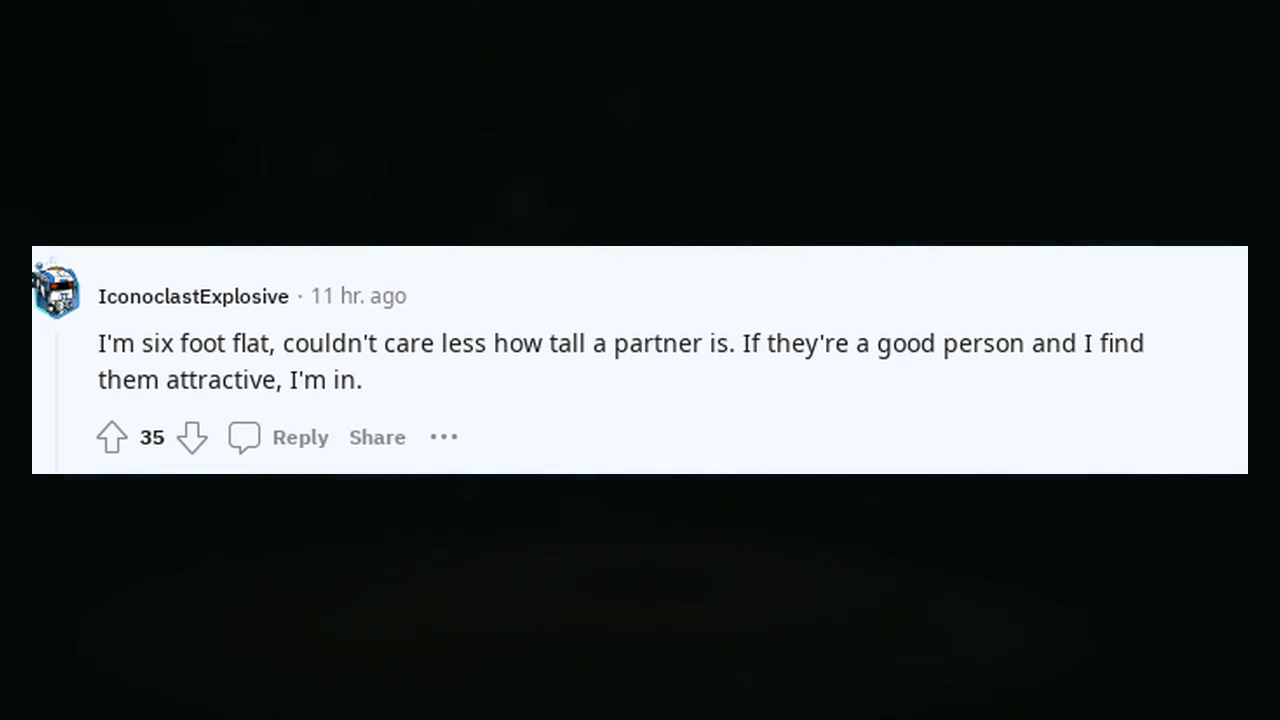 IconoclastExplosive · 11 hr. ago
I'm six foot flat, couldn't care less how tall a partner is. If they're a good person and I find
them attractive, I'm in.
35 Reply Share ···